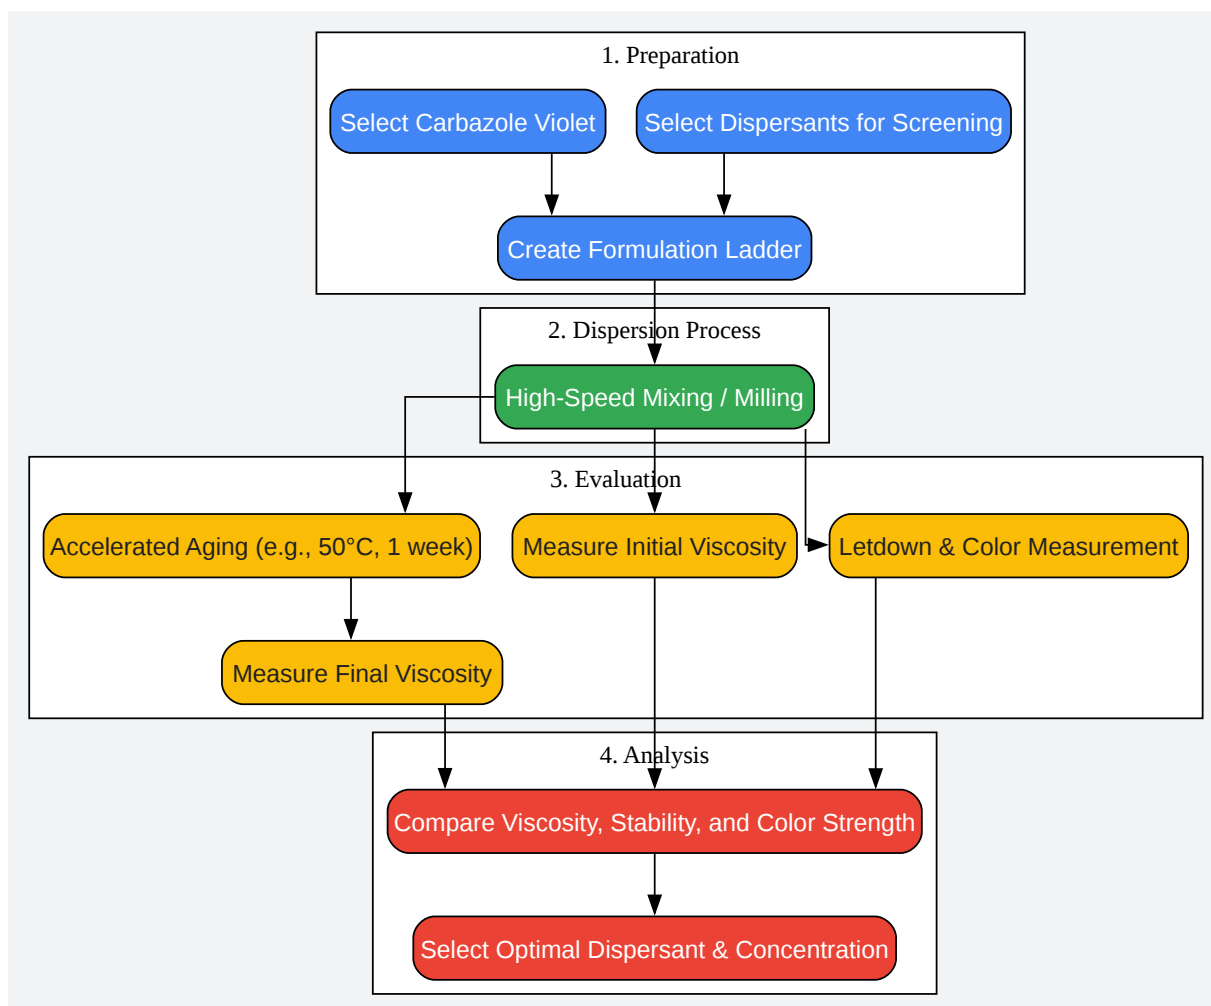 1. Preparation
Select Carbazole Violet
Select Dispersants for Screening
Create Formulation Ladder
2. Dispersion Process
High-Speed Mixing / Milling
3. Evaluation
Accelerated Aging (e.g., 50°C, 1 week)
Measure Initial Viscosity
Letdown & Color Measurement
Measure Final Viscosity
4. Analysis
Compare Viscosity, Stability, and Color Strength
Select Optimal Dispersant & Concentration